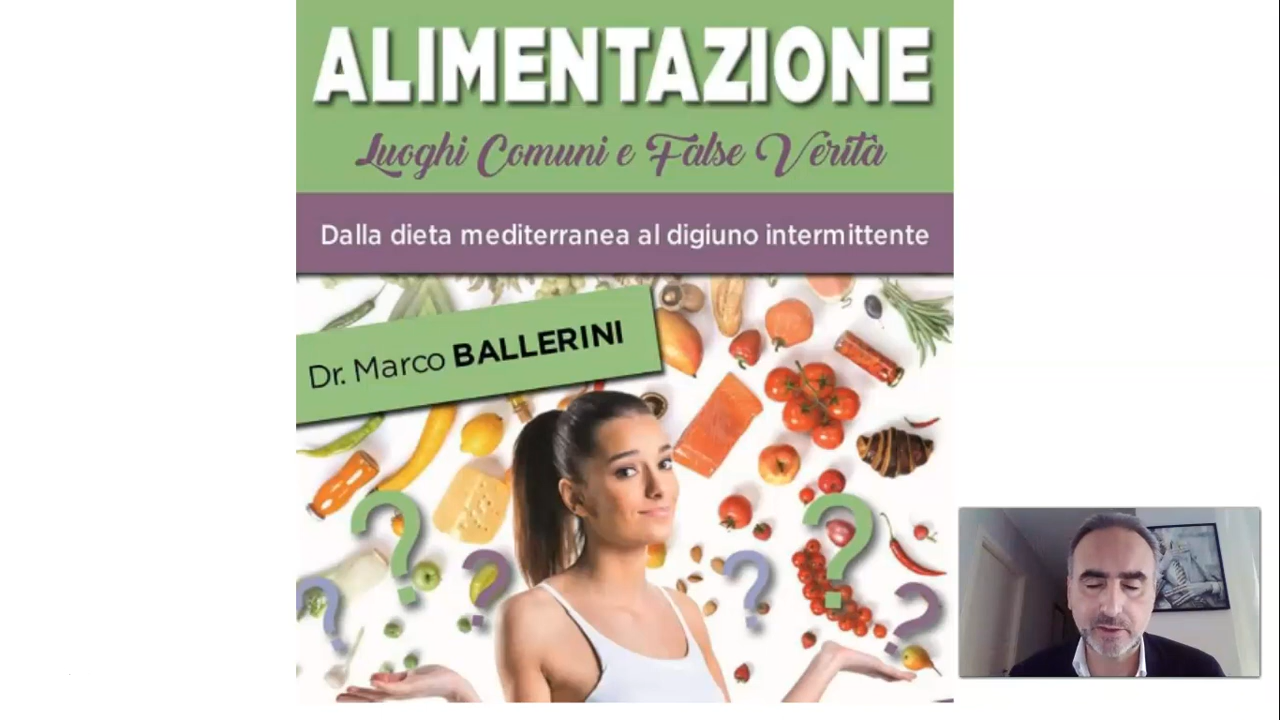 ALIMENTAZIONE
Luoghi Comuni e False Verità
Dalla dieta mediterranea al digiuno intermittente
Dr. Marco BALLERINI